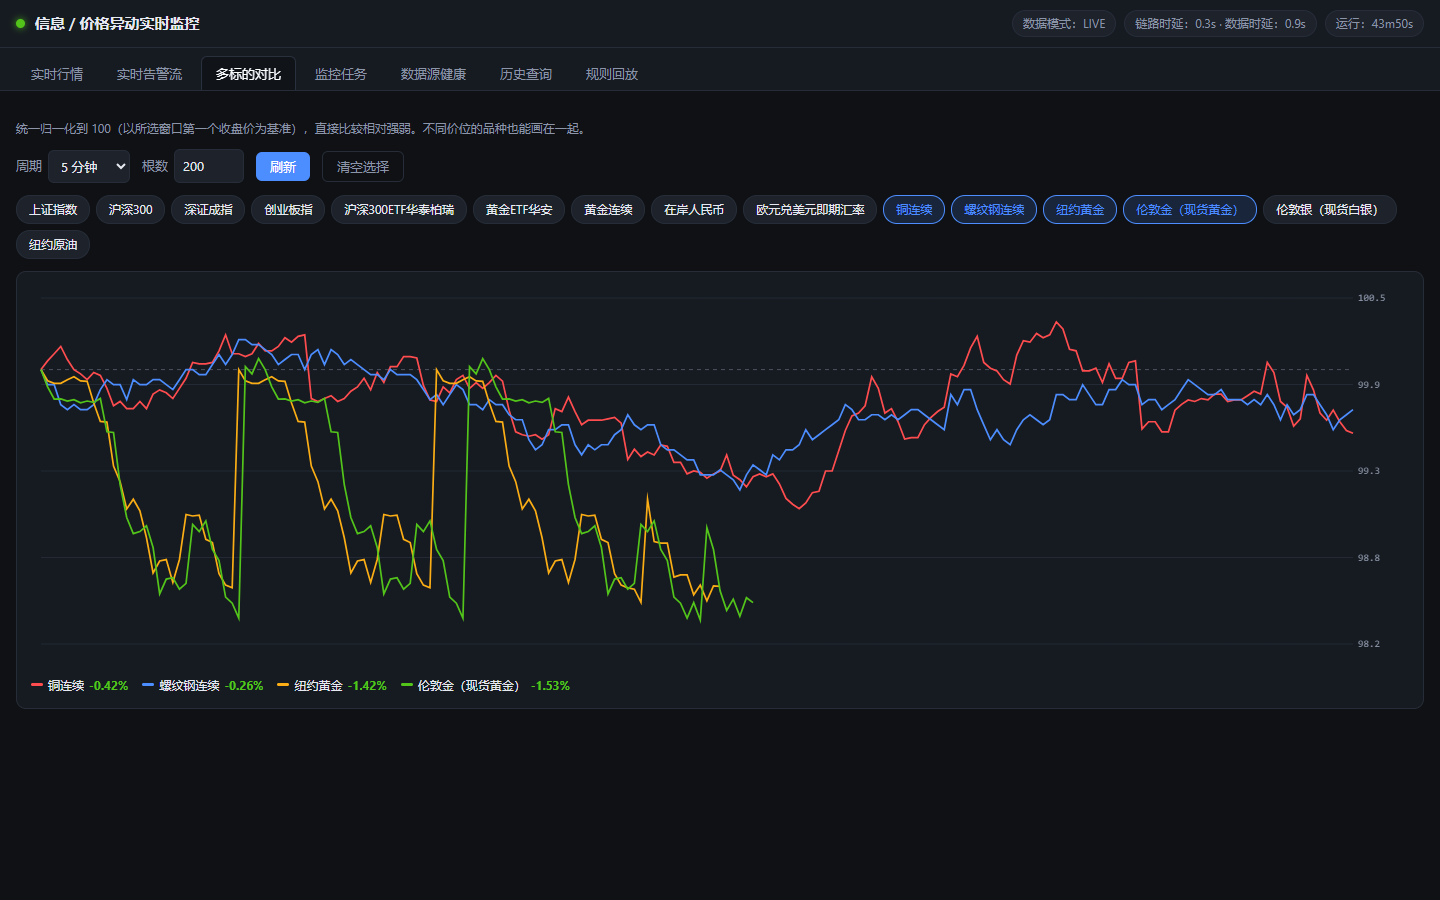 信息 / 价格异动实时监控
数据模式：LIVE
链路时延：0.3s · 数据时延：0.9s
运行：43m50s
实时行情 实时告警流 多标的对比 监控任务 数据源健康 历史查询 规则回放
统一归一化到 100（以所选窗口第一个收盘价为基准），直接比较相对强弱。不同价位的品种也能画在一起。
周期 5 分钟 根数 200 刷新 清空选择
上证指数 沪深300 深证成指 创业板指 沪深300ETF华泰柏瑞 黄金ETF华安 黄金连续 在岸人民币 欧元兑美元即期汇率 铜连续 螺纹钢连续 纽约黄金 伦敦金（现货黄金） 伦敦银（现货白银）
纽约原油
100.5
99.9
99.3
98.8
98.2
铜连续 -0.42% 螺纹钢连续 -0.26% 纽约黄金 -1.42% 伦敦金（现货黄金） -1.53%